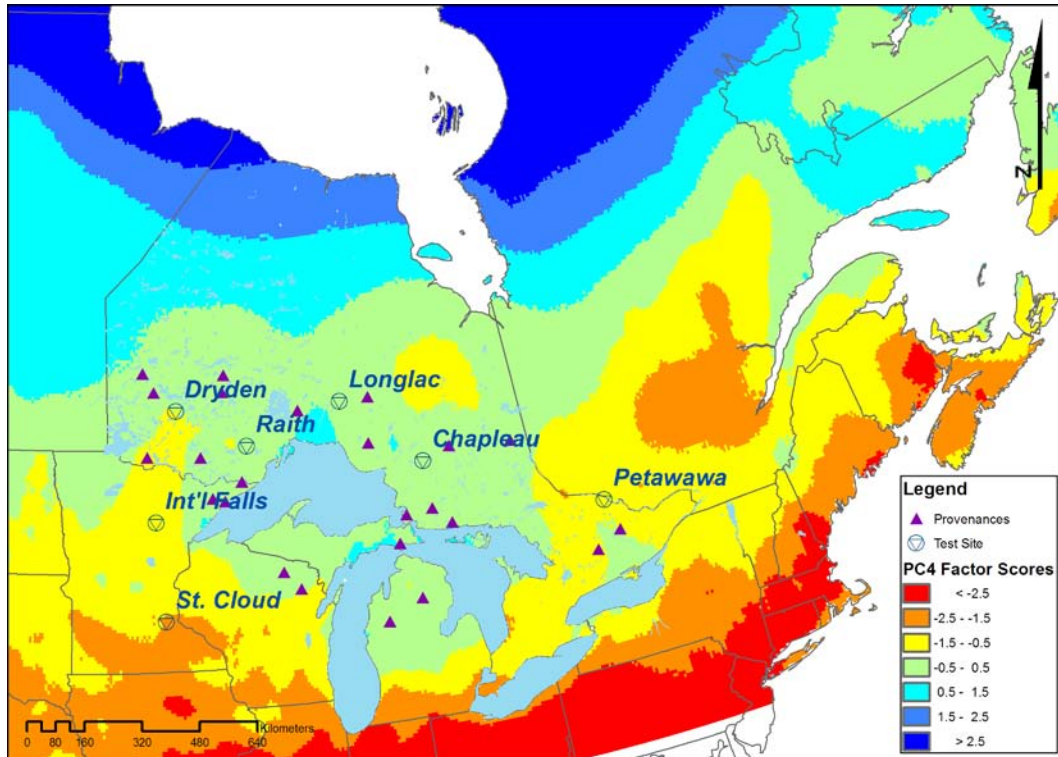 N
Dryden
Longlac
Raith
Chapleau
Petawawa
Int'l Falls
St. Cloud
Legend
Provenances
Test Site
PC4 Factor Scores
< -2.5
-2.5 - -1.5
-1.5 - -0.5
-0.5 - 0.5
0.5 - 1.5
1.5 - 2.5
> 2.5
Kilometers
0 80 160 320 480 640